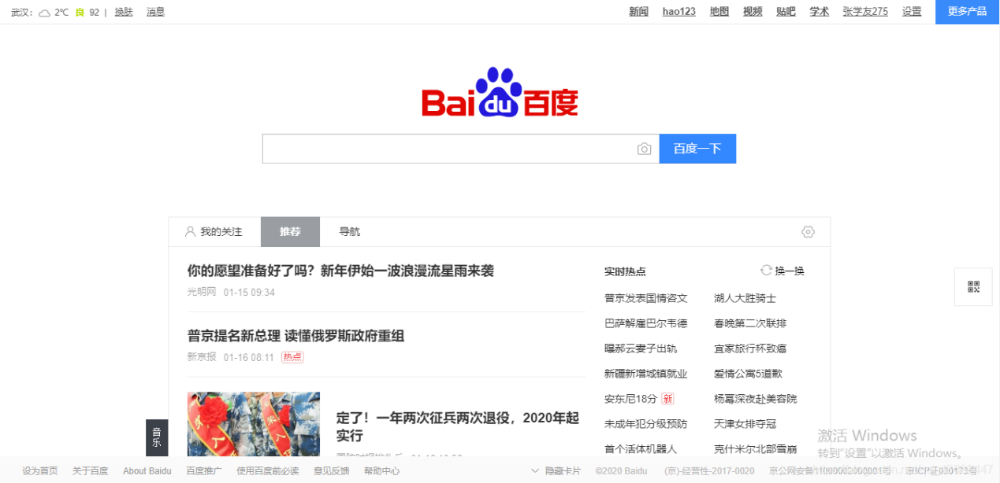 武汉: 2℃ 良 92 | 换肤 消息
新闻 hao123 地图 视频 贴吧 学术 张学友275 设置 更多产品
Baidu百度
百度一下
我的关注 推荐 导航
你的愿望准备好了吗？新年伊始一波浪漫流星雨来袭
光明网 01-15 09:34
普京提名新总理 读懂俄罗斯政府重组
新京报 01-16 08:11 热点
定了！一年两次征兵两次退役，2020年起
实行
实时热点 换一换
普京发表国情咨文 湖人大胜骑士
巴萨解雇巴尔韦德 春晚第二次联排
曝郝云妻子出轨 宜家旅行杯致癌
新疆新增城镇就业 爱情公寓5道歉
安东尼18分 新 杨幂深夜赴美容院
未成年犯分级预防 天津女排夺冠
首个活体机器人 克什米尔北部雪崩
音乐
激活 Windows
转到"设置"以激活 Windows。
设为首页 关于百度 About Baidu 百度推广 使用百度前必读 意见反馈 帮助中心 隐藏卡片 ©2020 Baidu (京)-经营性-2017-0020 京公网安备11000002000001号 京ICP证030173号